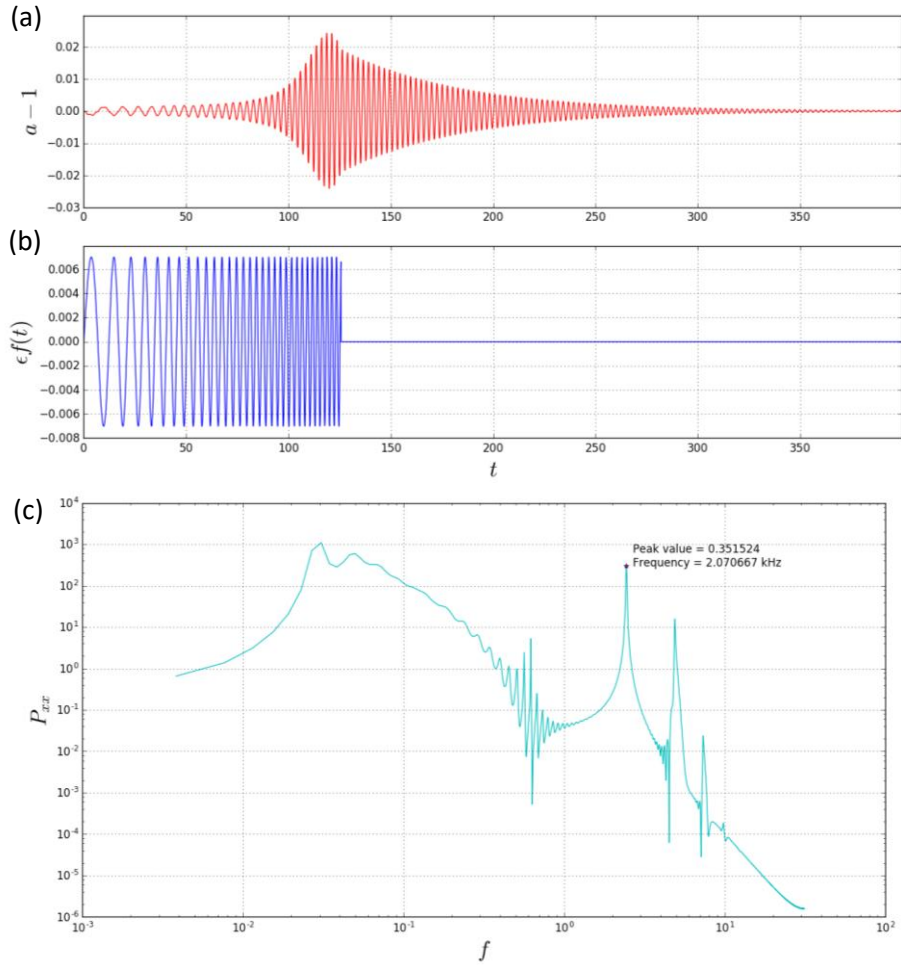 (a)
0.02
0.01
0.00
−0.01
−0.02
−0.03
a − 1
0 50 100 150 200 250 300 350
(b)
0.006
0.004
0.002
0.000
−0.002
−0.004
−0.006
−0.008
ϵf(t)
0 50 100 150 200 250 300 350
t
(c)
10^4
10^3
10^2
10^1
10^0
10^-1
10^-2
10^-3
10^-4
10^-5
10^-6
P_xx
Peak value = 0.351524
Frequency = 2.070667 kHz
10^-3 10^-2 10^-1 10^0 10^1 10^2
f